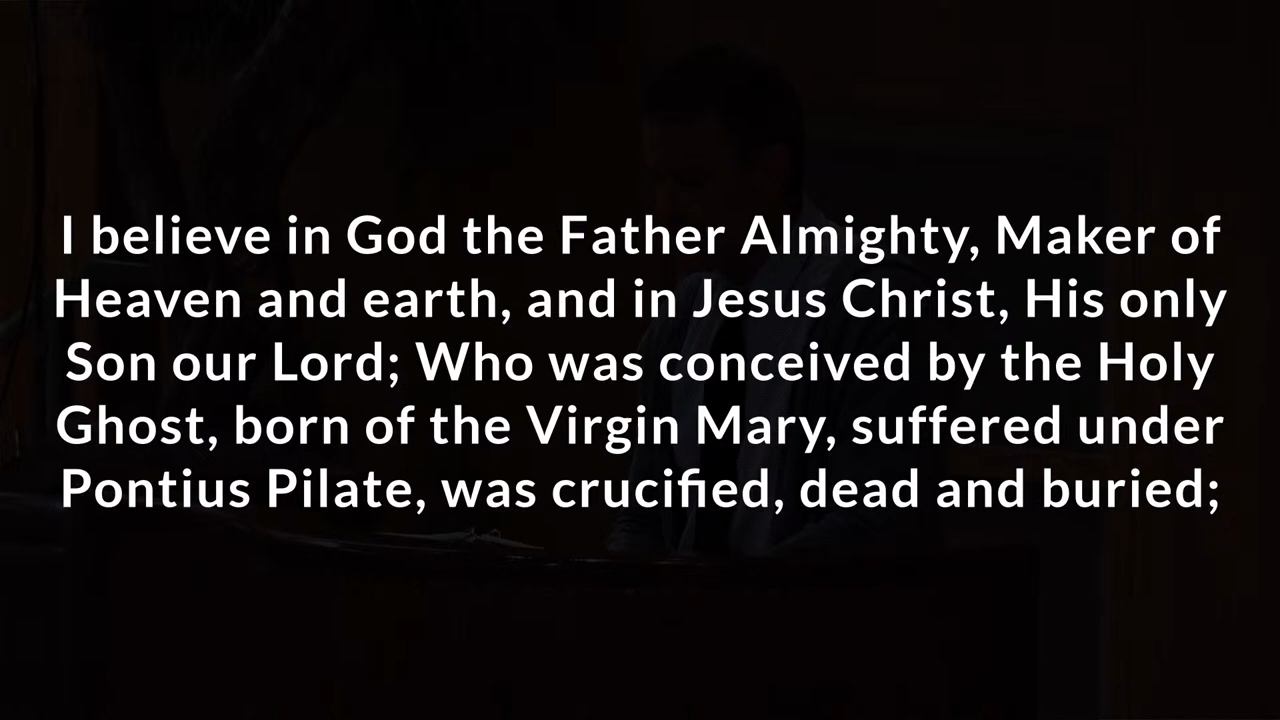 I believe in God the Father Almighty, Maker of
Heaven and earth, and in Jesus Christ, His only
Son our Lord; Who was conceived by the Holy
Ghost, born of the Virgin Mary, suffered under
Pontius Pilate, was crucified, dead and buried;